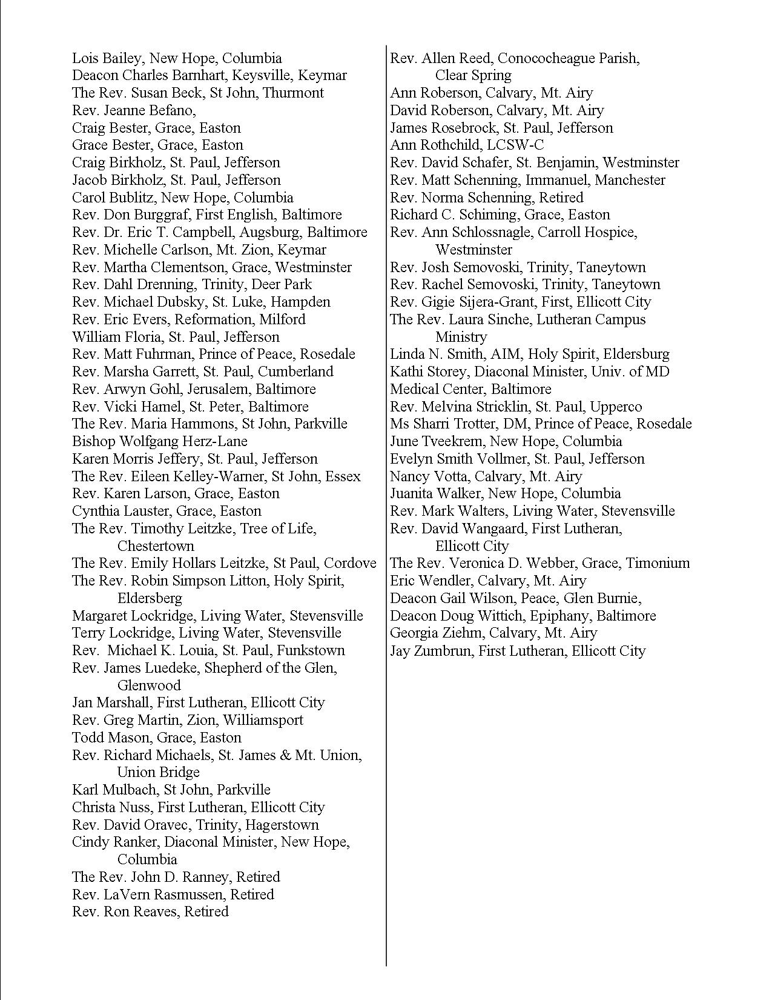 Lois Bailey, New Hope, Columbia
Deacon Charles Barnhart, Keysville, Keymar
The Rev. Susan Beck, St John, Thurmont
Rev. Jeanne Befano,
Craig Bester, Grace, Easton
Grace Bester, Grace, Easton
Craig Birkholz, St. Paul, Jefferson
Jacob Birkholz, St. Paul, Jefferson
Carol Bublitz, New Hope, Columbia
Rev. Don Burggraf, First English, Baltimore
Rev. Dr. Eric T. Campbell, Augsburg, Baltimore
Rev. Michelle Carlson, Mt. Zion, Keymar
Rev. Martha Clementson, Grace, Westminster
Rev. Dahl Drenning, Trinity, Deer Park
Rev. Michael Dubsky, St. Luke, Hampden
Rev. Eric Evers, Reformation, Milford
William Floria, St. Paul, Jefferson
Rev. Matt Fuhrman, Prince of Peace, Rosedale
Rev. Marsha Garrett, St. Paul, Cumberland
Rev. Arwyn Gohl, Jerusalem, Baltimore
Rev. Vicki Hamel, St. Peter, Baltimore
The Rev. Maria Hammons, St John, Parkville
Bishop Wolfgang Herz-Lane
Karen Morris Jeffery, St. Paul, Jefferson
The Rev. Eileen Kelley-Warner, St John, Essex
Rev. Karen Larson, Grace, Easton
Cynthia Lauster, Grace, Easton
The Rev. Timothy Leitzke, Tree of Life,
Chestertown
The Rev. Emily Hollars Leitzke, St Paul, Cordove
The Rev. Robin Simpson Litton, Holy Spirit,
Eldersberg
Margaret Lockridge, Living Water, Stevensville
Terry Lockridge, Living Water, Stevensville
Rev.  Michael K. Louia, St. Paul, Funkstown
Rev. James Luedeke, Shepherd of the Glen,
Glenwood
Jan Marshall, First Lutheran, Ellicott City
Rev. Greg Martin, Zion, Williamsport
Todd Mason, Grace, Easton
Rev. Richard Michaels, St. James & Mt. Union,
Union Bridge
Karl Mulbach, St John, Parkville
Christa Nuss, First Lutheran, Ellicott City
Rev. David Oravec, Trinity, Hagerstown
Cindy Ranker, Diaconal Minister, New Hope,
Columbia
The Rev. John D. Ranney, Retired
Rev. LaVern Rasmussen, Retired
Rev. Ron Reaves, Retired
Rev. Allen Reed, Conococheague Parish,
Clear Spring
Ann Roberson, Calvary, Mt. Airy
David Roberson, Calvary, Mt. Airy
James Rosebrock, St. Paul, Jefferson
Ann Rothchild, LCSW-C
Rev. David Schafer, St. Benjamin, Westminster
Rev. Matt Schenning, Immanuel, Manchester
Rev. Norma Schenning, Retired
Richard C. Schiming, Grace, Easton
Rev. Ann Schlossnagle, Carroll Hospice,
Westminster
Rev. Josh Semovoski, Trinity, Taneytown
Rev. Rachel Semovoski, Trinity, Taneytown
Rev. Gigie Sijera-Grant, First, Ellicott City
The Rev. Laura Sinche, Lutheran Campus
Ministry
Linda N. Smith, AIM, Holy Spirit, Eldersburg
Kathi Storey, Diaconal Minister, Univ. of MD
Medical Center, Baltimore
Rev. Melvina Stricklin, St. Paul, Upperco
Ms Sharri Trotter, DM, Prince of Peace, Rosedale
June Tveekrem, New Hope, Columbia
Evelyn Smith Vollmer, St. Paul, Jefferson
Nancy Votta, Calvary, Mt. Airy
Juanita Walker, New Hope, Columbia
Rev. Mark Walters, Living Water, Stevensville
Rev. David Wangaard, First Lutheran,
Ellicott City
The Rev. Veronica D. Webber, Grace, Timonium
Eric Wendler, Calvary, Mt. Airy
Deacon Gail Wilson, Peace, Glen Burnie,
Deacon Doug Wittich, Epiphany, Baltimore
Georgia Ziehm, Calvary, Mt. Airy
Jay Zumbrun, First Lutheran, Ellicott City